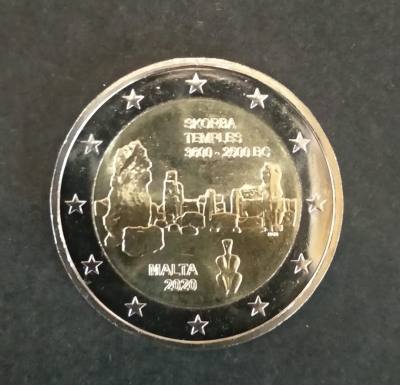 SKORBA
TEMPLES
3600 - 2500 BC
MALTA
2020